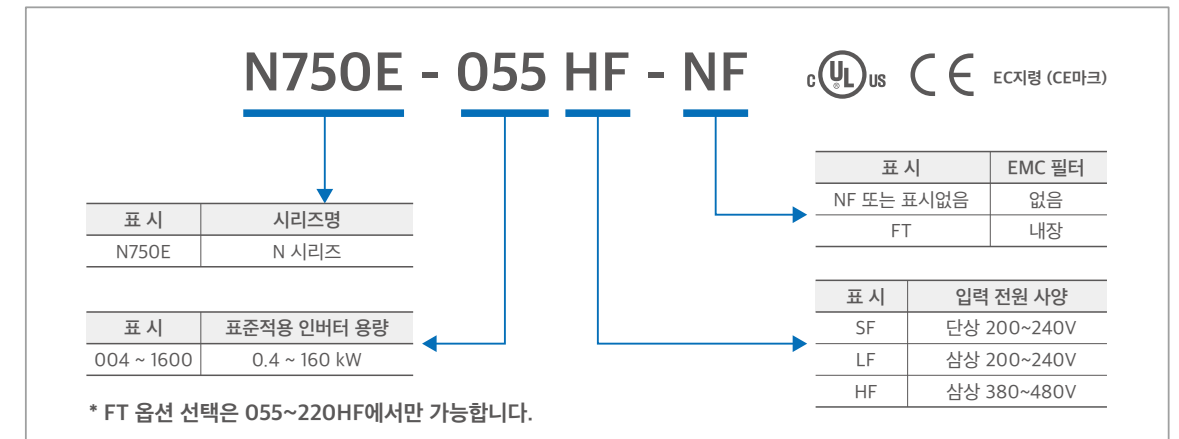 N750E - 055 HF - NF
c UL US CE EC지령 (CE마크)
표 시 EMC 필터
NF 또는 표시없음 없음
FT 내장
표 시 시리즈명
N750E N 시리즈
표 시 입력 전원 사양
SF 단상 200~240V
LF 삼상 200~240V
HF 삼상 380~480V
표 시 표준적용 인버터 용량
004 ~ 1600 0.4 ~ 160 kW
* FT 옵션 선택은 055~220HF에서만 가능합니다.